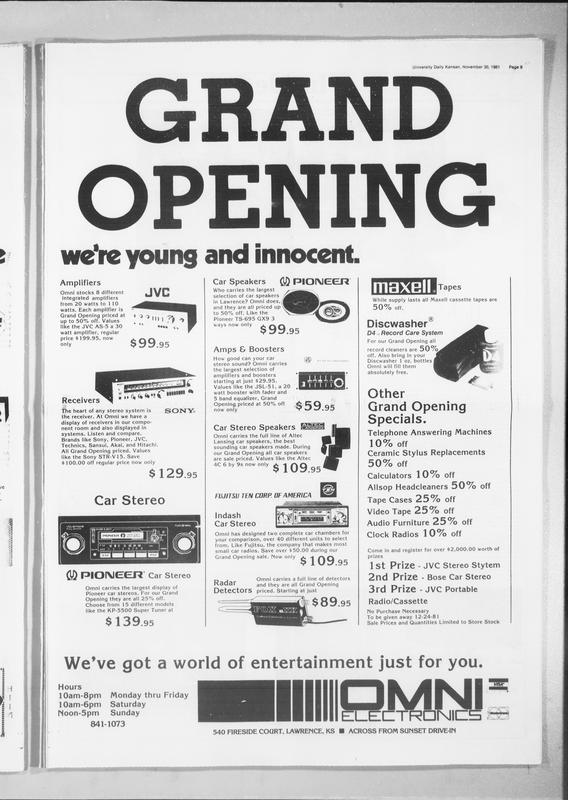 University Daily Kansan, November 30, 1981 Page 9
GRAND
OPENING
we're young and innocent.
Amplifiers
Omni stocks 8 different
integrated amplifiers
from 20 watts to 110
watts. Each amplifier is
Grand Opening priced at
up to 50% off. Values
like the JVC AS-5 a 30
watt amplifier, regular
price $199.95, now
only
JVC
$99.95
Receivers
The heart of any stereo system is
the receiver. At Omni we have a
display of receivers in our compo-
nent room and also displayed in
systems. Listen and compare.
Brands like Sony, Pioneer, JVC,
Technics, Sansui, Akai, and Hitachi.
All Grand Opening priced. Values
like the Sony STR-V15. Save
$100.00 off regular price now only
SONY
$129.95
Car Stereo
PIONEER Car Stereo
Omni carries the largest display of
Pioneer car stereos. For our Grand
Opening they are all 25% off.
Choose from 15 different models
like the KP-5500 Super Tuner at
$139.95
Car Speakers PIONEER
Who carries the largest
selection of car speakers
in Lawrence? Omni does,
and they are at priced up
to 50% off. Like the
Pioneer TS-695 GX9 3
ways now only
$99.95
Amps & Boosters
How good can your car
stereo sound? Omni carries
the largest selection of
amplifiers and boosters
starting at just $29.95.
Values like the JSL-51, a 20
watt booster with fader and
5 band equalizer, Grand
Opening priced at 50% off
now only
$59.95
Car Stereo Speakers
ALTEC
Omni carries the full line of Altec
Lansing car speakers, the best
sounding car speakers made. During
our Grand Opening all car speakers
are sale priced. Values like the Altec
4C 6 by 9s now only $109.95
FUJITSU TEN CORP. OF AMERICA
Indash
Car Stereo
Omni has designed two complete car chambers for
your comparison, over 40 different units to select
from. Like Fujitsu, the company that makes most
small car radios. Save over $50.00 during our
Grand Opening sale. Now only $109.95
Radar
Detectors
Omni carries a full line of detectors
and they are all Grand Opening
priced. Starting at just
FOX
$89.95
maxell Tapes
While supply lasts all Maxell cassette tapes are
50% off.
Discwasher®
D4. Record Care System
For our Grand Opening all
record cleaners are 50%
off. Also bring in your
Discwasher 1 oz. bottles
Omni will fill them
absolutely free.
Other
Grand Opening
Specials.
Telephone Answering Machines
10% off
Ceramic Stylus Replacements
50% off
Calculators 10% off
Allsop Headcleaners 50% off
Tape Cases 25% off
Video Tape 25% off
Audio Furniture 25% off
Clock Radios 10% off
Come in and register for over $2,000.00 worth of
prizes
1st Prize - JVC Stereo Stytem
2nd Prize - Bose Car Stereo
3rd Prize - JVC Portable
Radio/Cassette
No Purchase Necessary
To be given away 12-24-81
Sale Prices and Quantities Limited to Store Stock
We've got a world of entertainment just for you.
Hours
10am-8pm Monday thru Friday
10am-6pm Saturday
Noon-5pm Sunday
841-1073
OMNI
ELECTRONICS
VISA
540 FIRESIDE COURT, LAWRENCE, KS ■ ACROSS FROM SUNSET DRIVE-IN